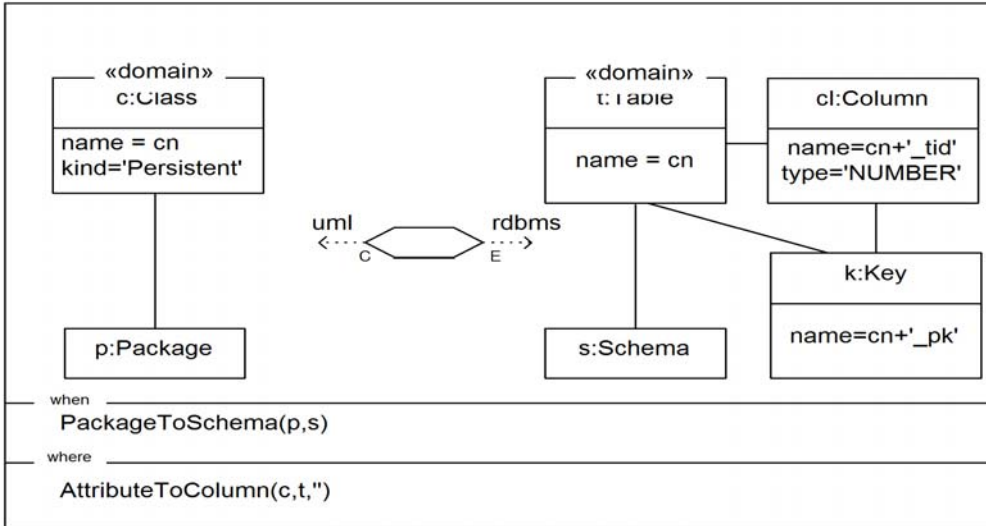 «domain»
c:Class
name = cn
kind='Persistent'
p:Package
uml
C
rdbms
E
«domain»
t:Table
name = cn
cl:Column
name=cn+'_tid'
type='NUMBER'
k:Key
name=cn+'_pk'
s:Schema
when
PackageToSchema(p,s)
where
AttributeToColumn(c,t,'')